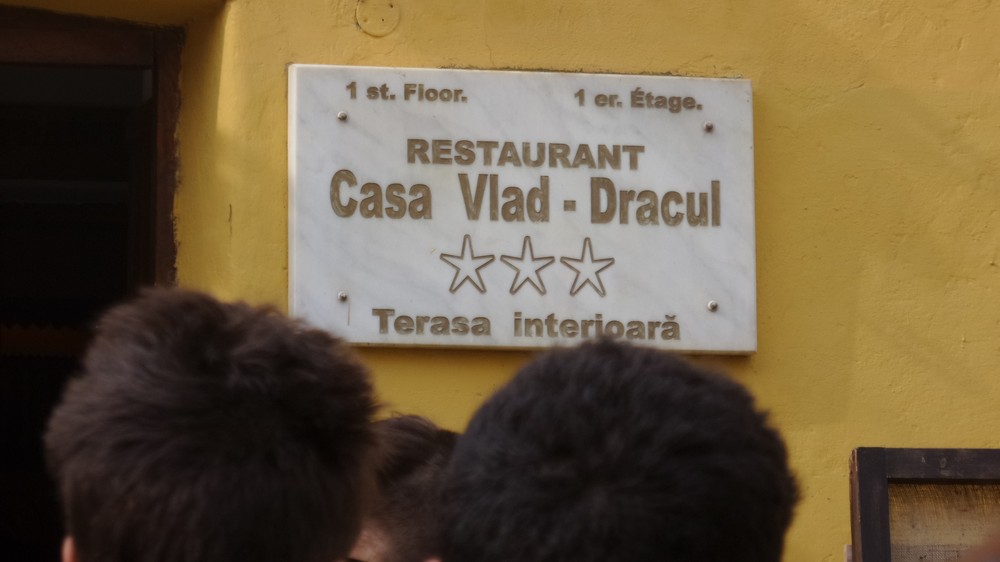 1 st. Floor. 1 er. Étage.
RESTAURANT
Casa Vlad - Dracul
Terasa interioară